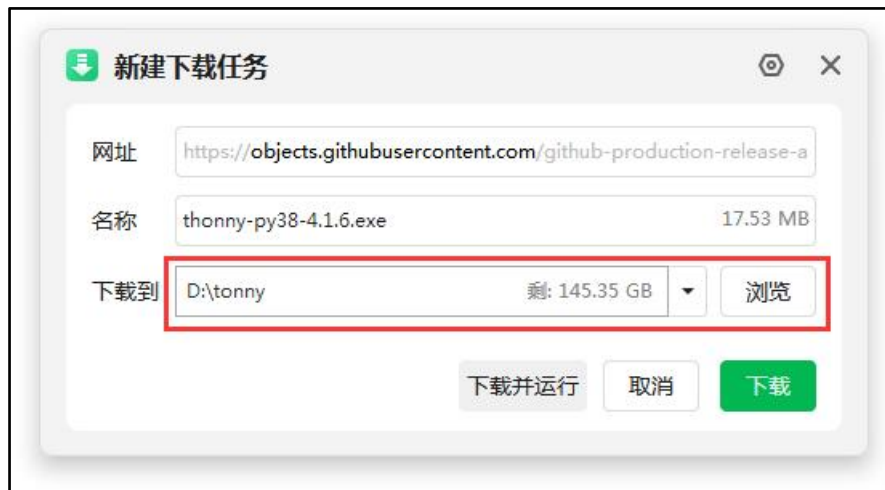 新建下载任务
网址 https://objects.githubusercontent.com/github-production-release-a
名称 thonny-py38-4.1.6.exe 17.53 MB
下载到 D:\tonny 剩: 145.35 GB 浏览
下载并运行 取消 下载